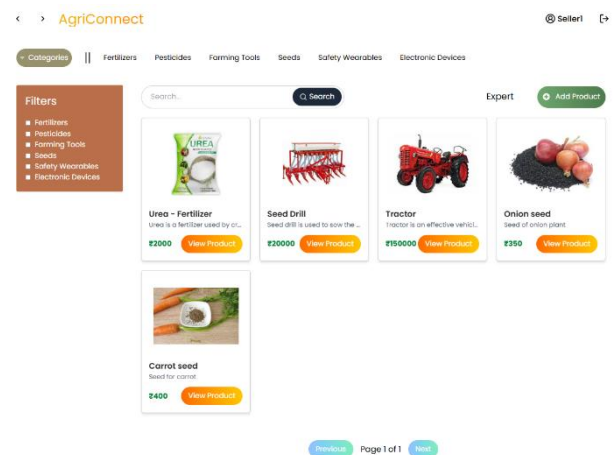 AgriConnect
Seller1
+ Categories || Fertilizers Pesticides Forming Tools Seeds Safety Wearables Electronic Devices
Filters
Fertilizers
Pesticides
Forming Tools
Seeds
Safety Wearables
Electronic Devices
Search..
Search
Expert
Add Product
UREA
Urea - Fertilizer
Urea is a fertilizer used by cr...
₹2000 View Product
Seed Drill
Seed drill is used to sow the ...
₹20000 View Product
Tractor
Tractor is an effective vehicl...
₹150000 View Product
Onion seed
Seed of onion plant
₹350 View Product
Carrot seed
Seed for carrot
₹400 View Product
Previous Page 1 of 1 Next